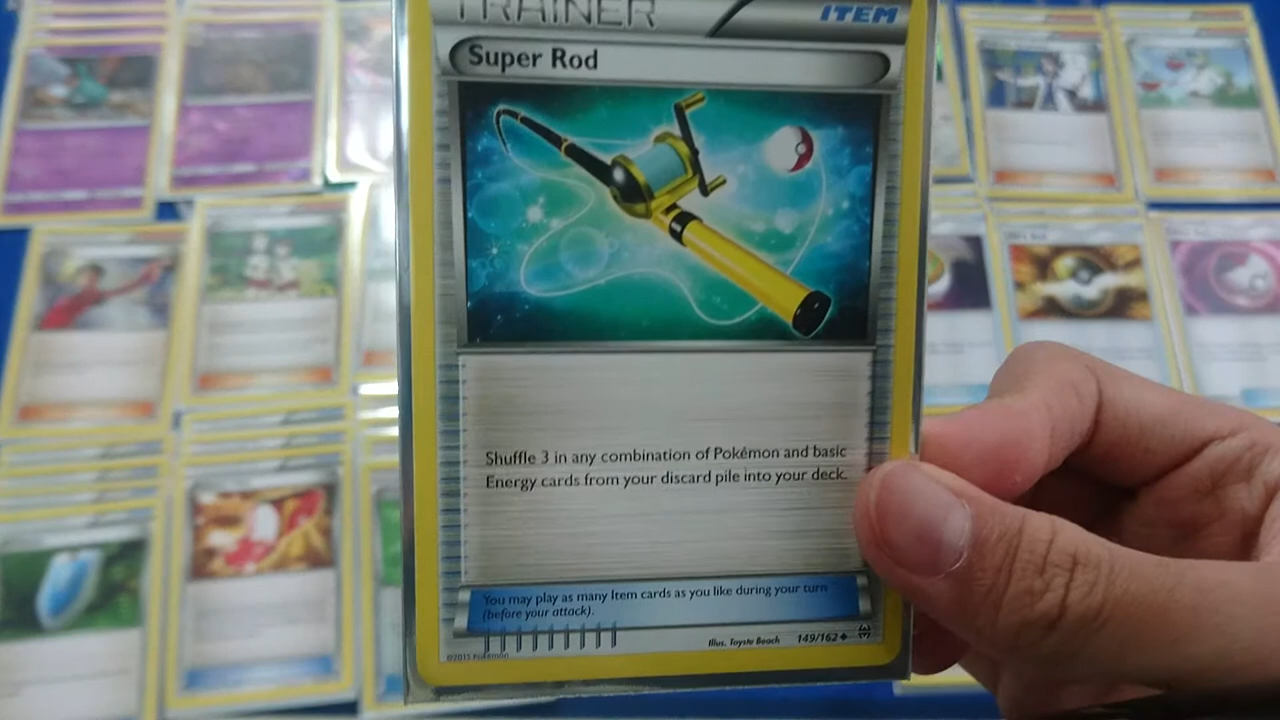 TRAINER
ITEM
Super Rod
Shuffle 3 in any combination of Pokémon and basic
Energy cards from your discard pile into your deck.
You may play as many Item cards as you like during your turn
(before your attack).
Illus. Toyste Beach 149/162
©2015 Pokémon